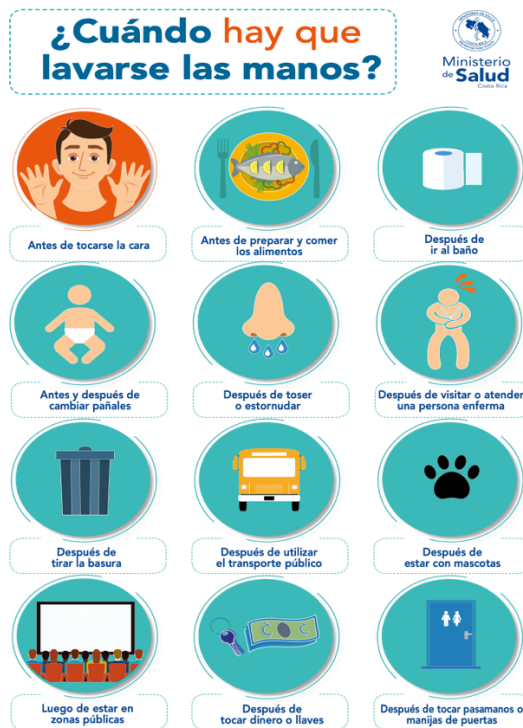 ¿Cuándo hay que
lavarse las manos?
Ministerio
de Salud
Costa Rica
Antes de tocarse la cara
Antes de preparar y comer
los alimentos
Después de
ir al baño
Antes y después de
cambiar pañales
Después de toser
o estornudar
Después de visitar o atender
una persona enferma
Después de
tirar la basura
Después de utilizar
el transporte público
Después de
estar con mascotas
Luego de estar en
zonas públicas
Después de
tocar dinero o llaves
Después de tocar pasamanos o
manijas de puertas